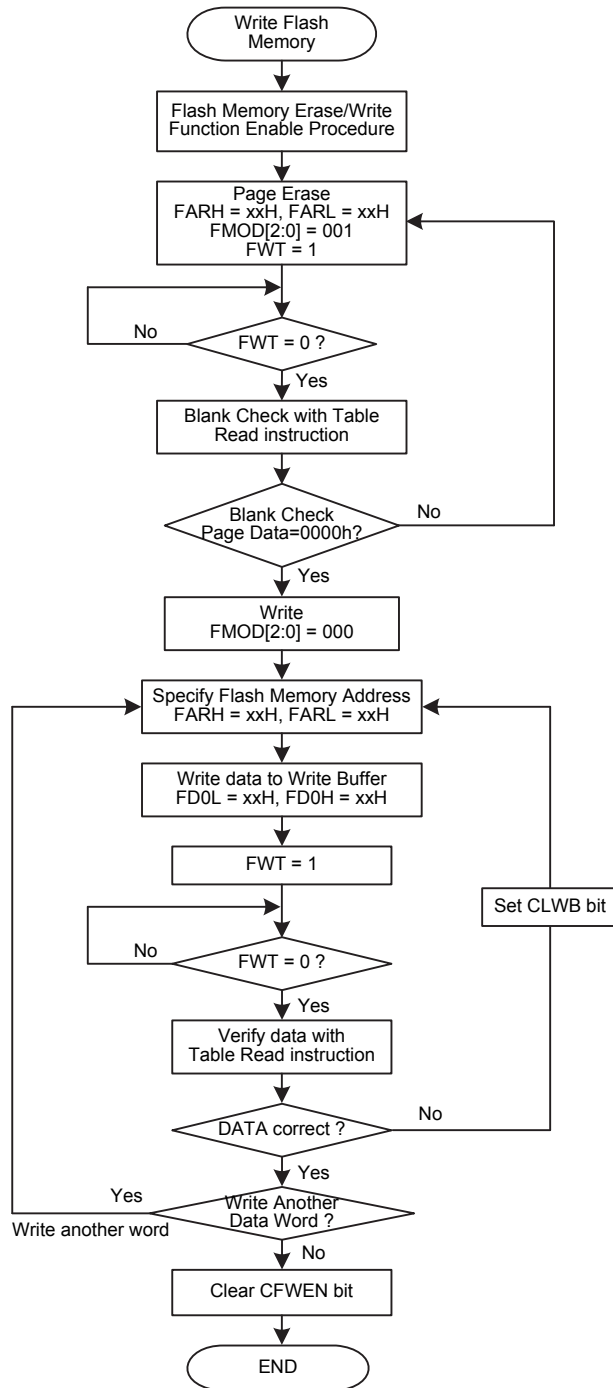 Write Flash
Memory
Flash Memory Erase/Write
Function Enable Procedure
Page Erase
FARH = xxH, FARL = xxH
FMOD[2:0] = 001
FWT = 1
No
FWT = 0 ?
Yes
Blank Check with Table
Read instruction
Blank Check
Page Data=0000h?
No
Yes
Write
FMOD[2:0] = 000
Specify Flash Memory Address
FARH = xxH, FARL = xxH
Write data to Write Buffer
FD0L = xxH, FD0H = xxH
FWT = 1
Set CLWB bit
No
FWT = 0 ?
Yes
Verify data with
Table Read instruction
DATA correct ?
No
Yes
Yes
Write another word
Write Another
Data Word ?
No
Clear CFWEN bit
END